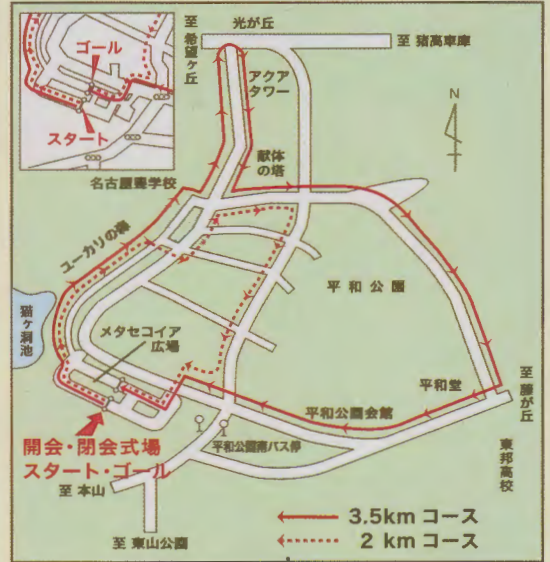 至 希望ヶ丘
光が丘
至 猪高車庫
ゴール
スタート
アクア
タワー
N
献体
の塔
名古屋聾学校
ユーカリの森
平和公園
猫ヶ洞池
メタセコイア
広場
至 藤が丘
平和堂
平和公園会館
開会・閉会式場
スタート・ゴール
平和公園南バス停
東邦高校
至 本山
3.5km コース
2 km コース
至 東山公園